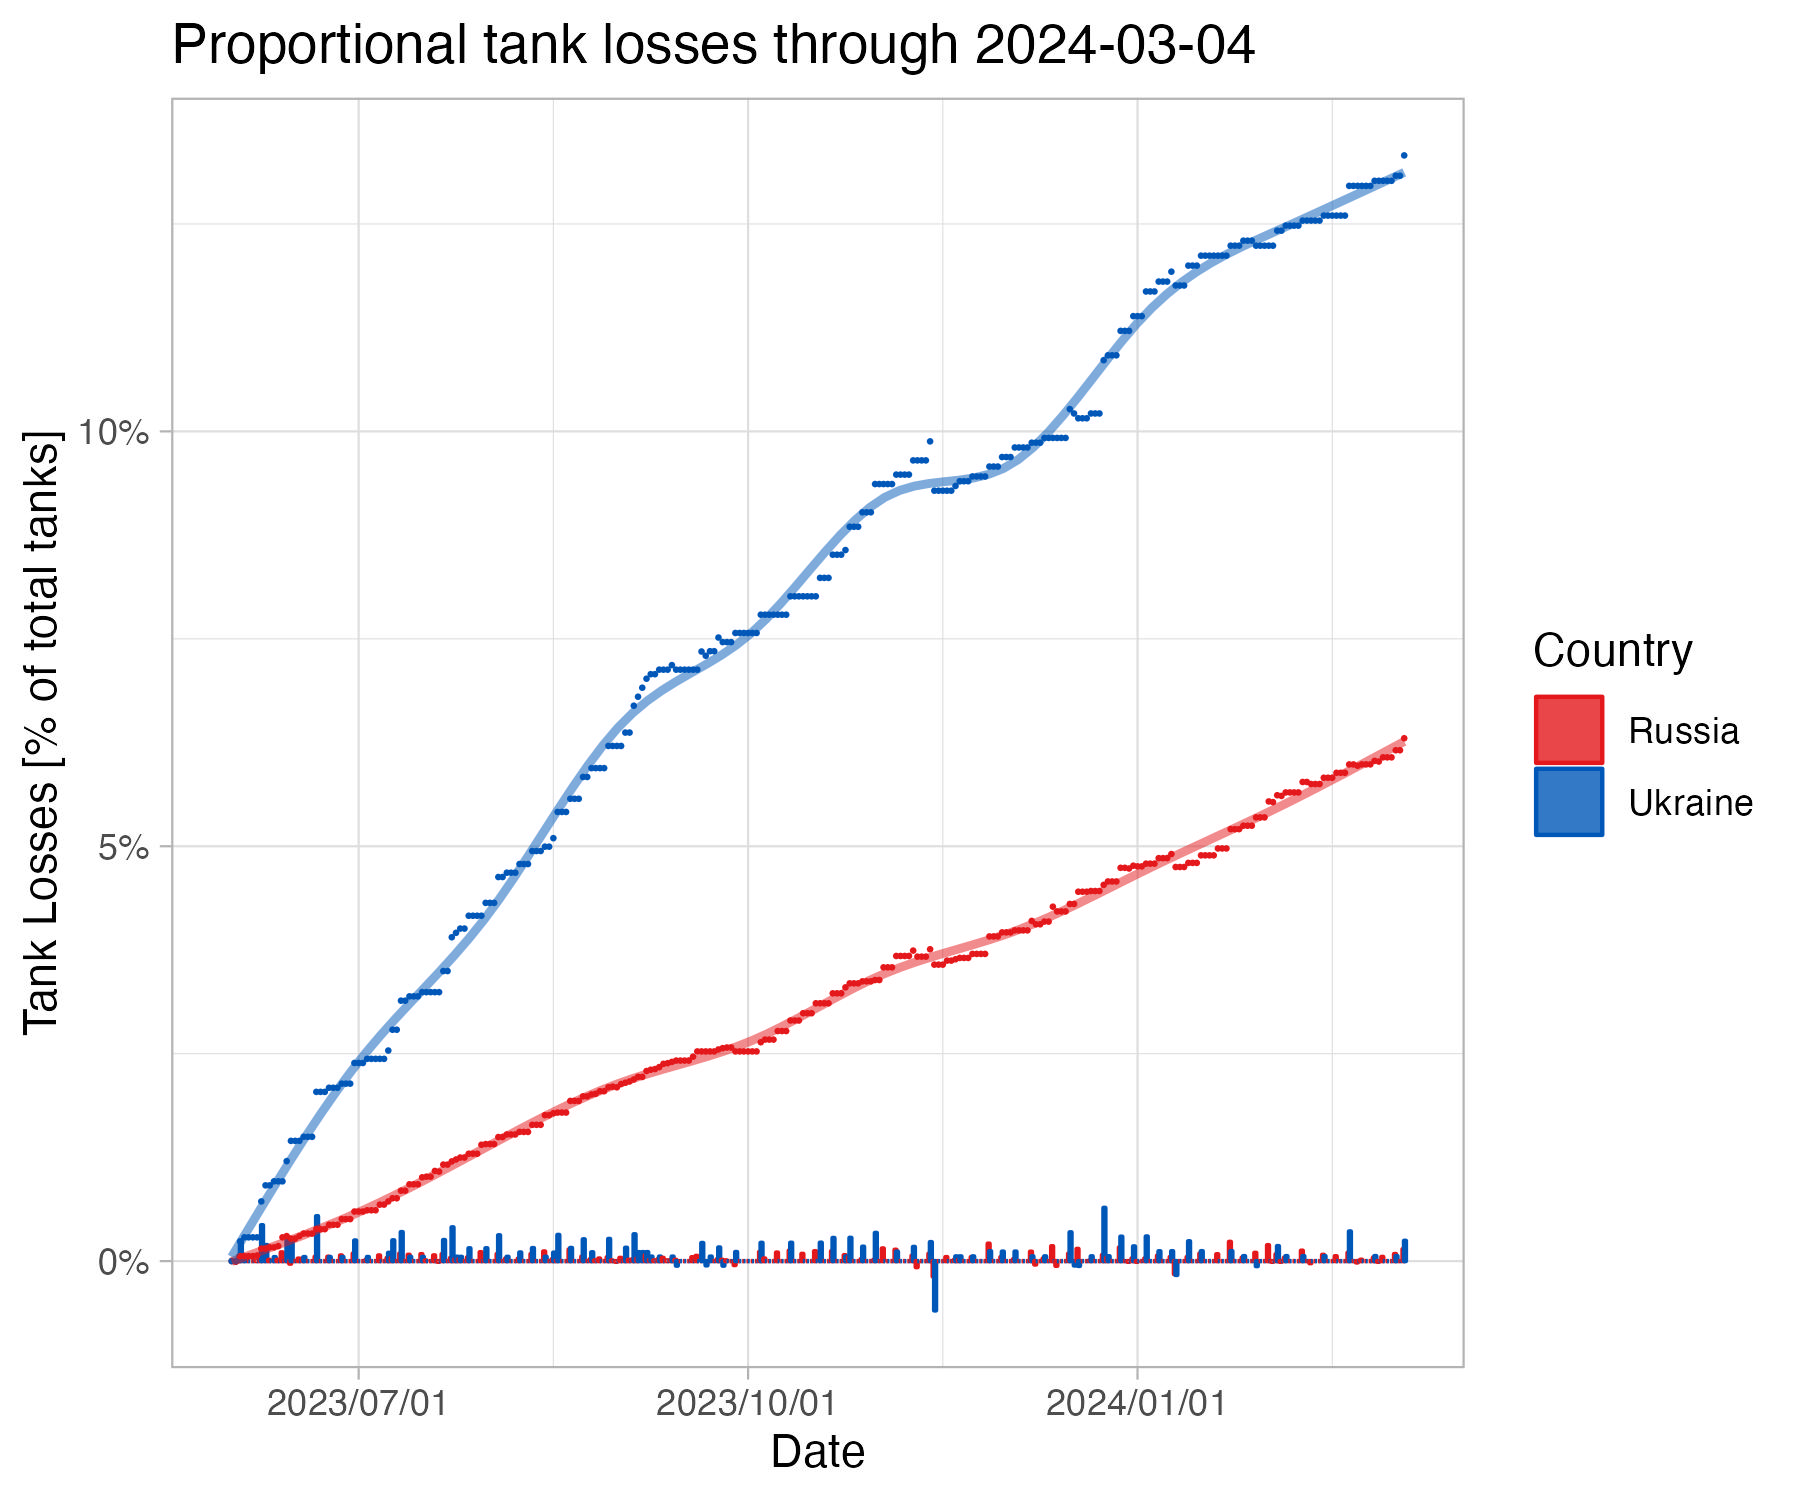 Proportional tank losses through 2024-03-04
Tank Losses [% of total tanks]
10%
5%
0%
2023/07/01
2023/10/01
2024/01/01
Date
Country
Russia
Ukraine